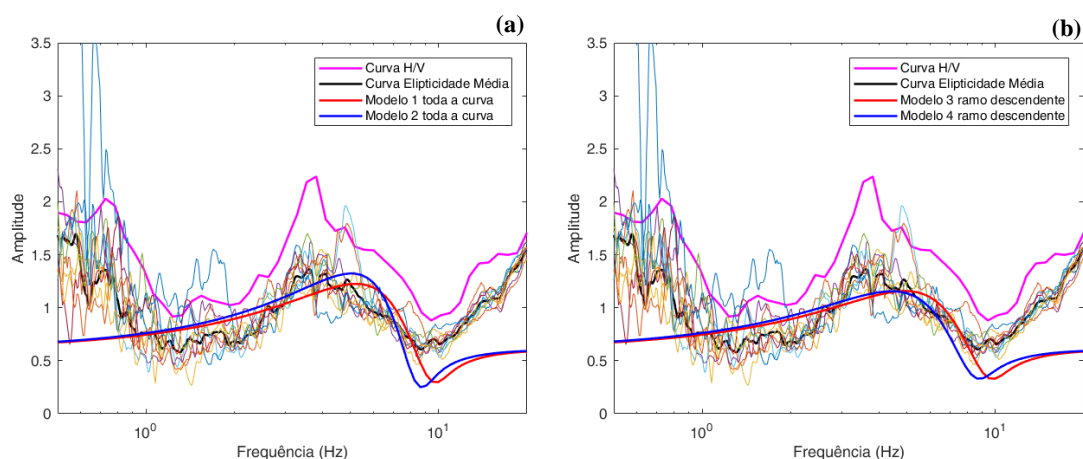 (a)
3.5
3
2.5
2
1.5
1
0.5
0
Amplitude
Curva H/V
Curva Elipticidade Média
Modelo 1 toda a curva
Modelo 2 toda a curva
10^0
10^1
Frequência (Hz)
(b)
3.5
3
2.5
2
1.5
1
0.5
0
Amplitude
Curva H/V
Curva Elipticidade Média
Modelo 3 ramo descendente
Modelo 4 ramo descendente
10^0
10^1
Frequência (Hz)